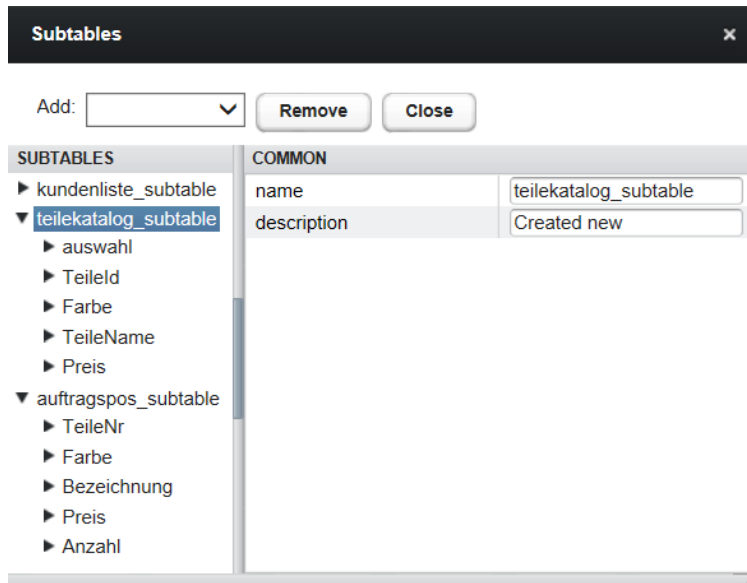 Subtables
Add: Remove Close
SUBTABLES COMMON
kundenliste_subtable name teilekatalog_subtable
teilekatalog_subtable description Created new
auswahl
TeileId
Farbe
TeileName
Preis
auftragspos_subtable
TeileNr
Farbe
Bezeichnung
Preis
Anzahl